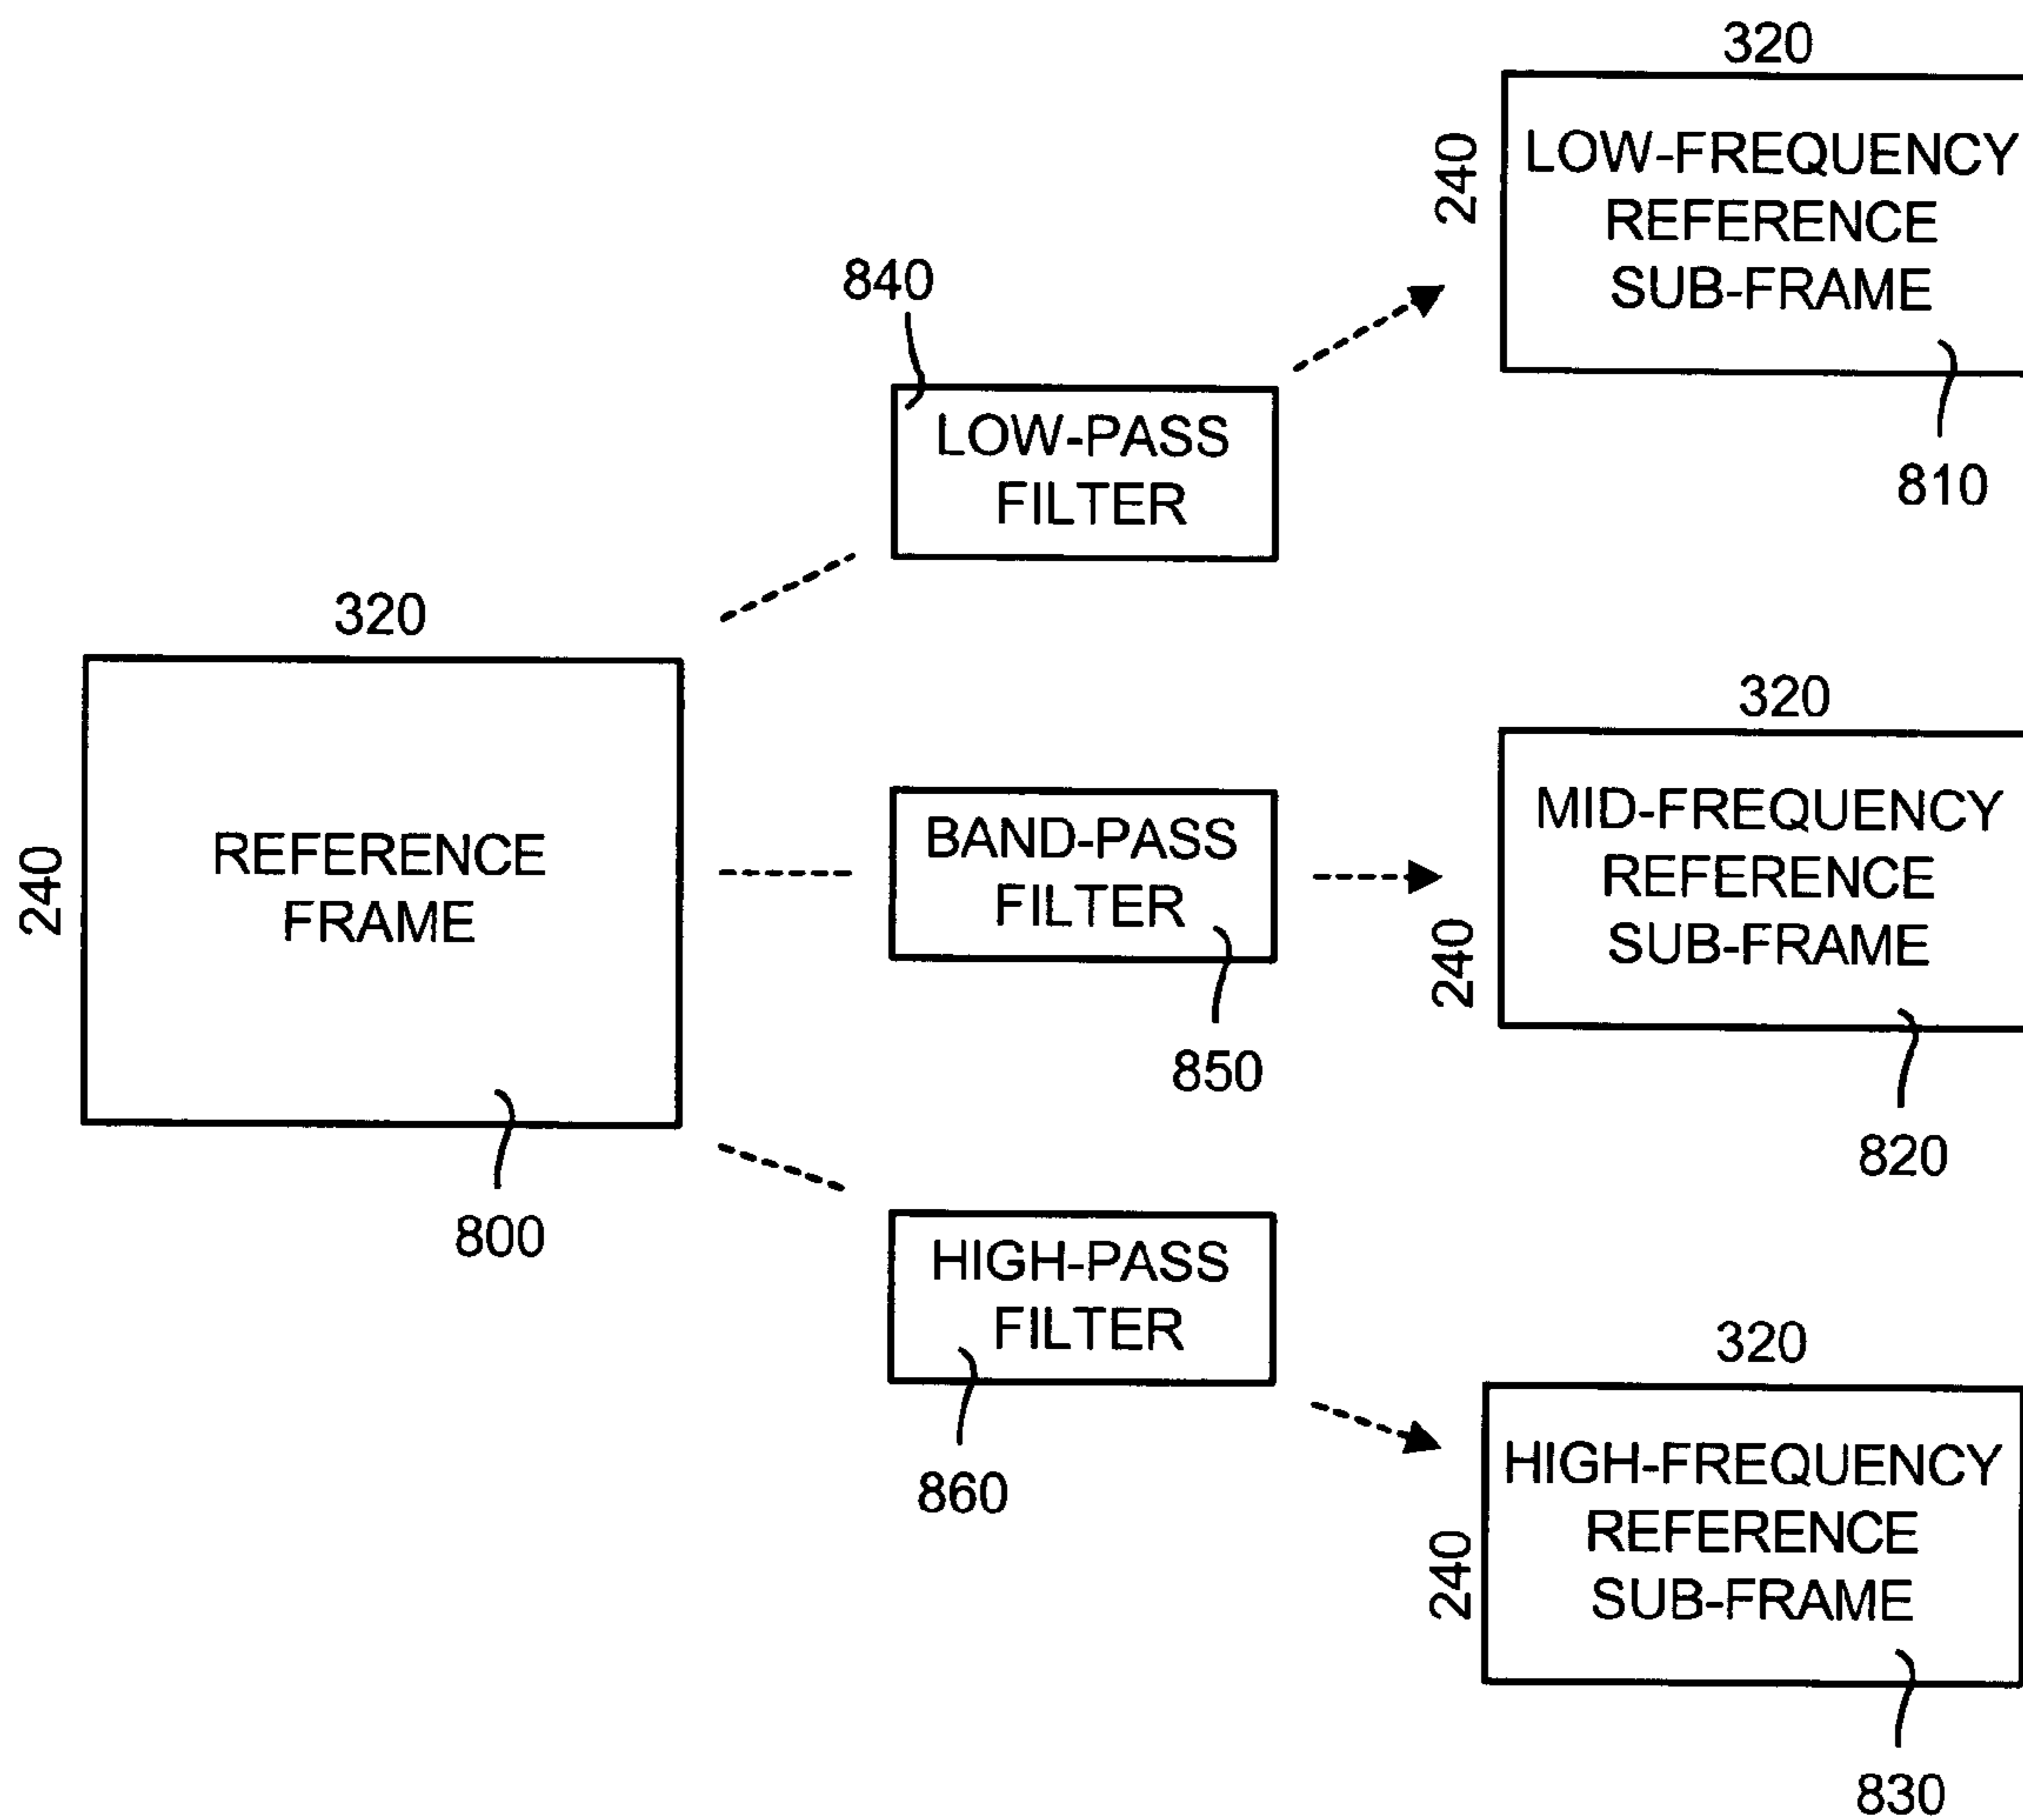 320
240
REFERENCE
FRAME
800
840
LOW-PASS
FILTER
BAND-PASS
FILTER
850
HIGH-PASS
FILTER
860
320
240
LOW-FREQUENCY
REFERENCE
SUB-FRAME
810
320
240
MID-FREQUENCY
REFERENCE
SUB-FRAME
820
320
240
HIGH-FREQUENCY
REFERENCE
SUB-FRAME
830